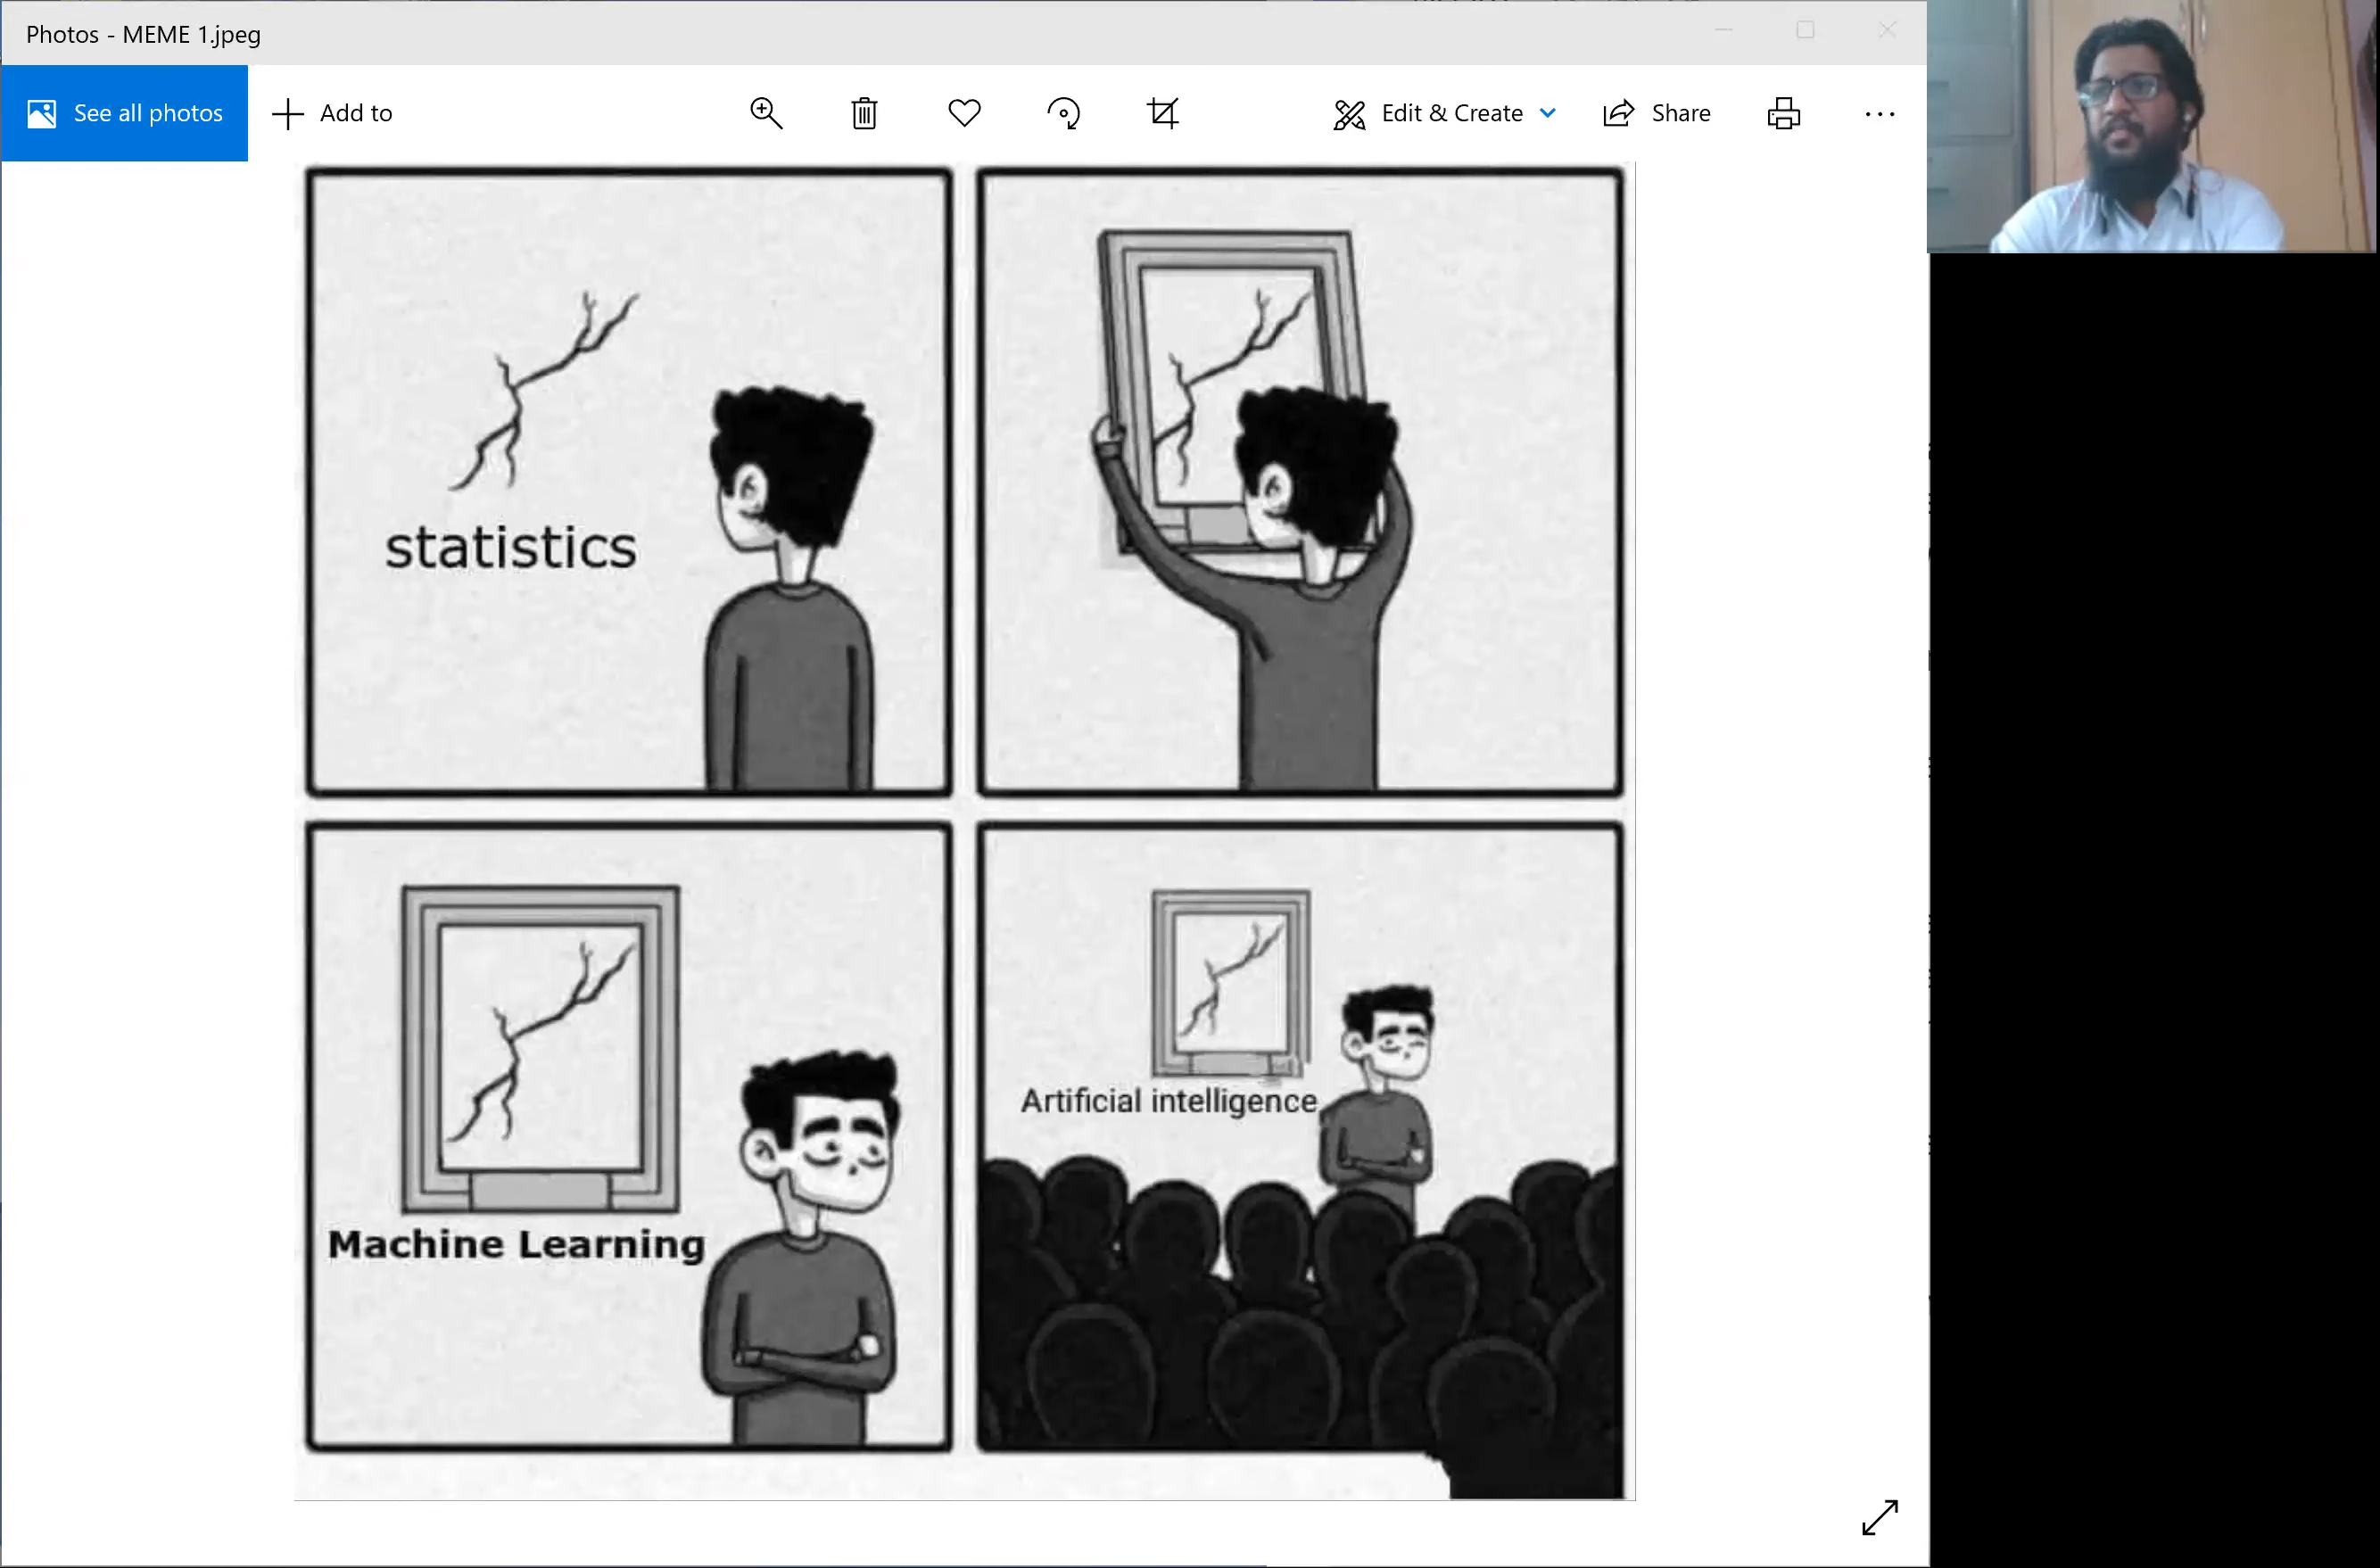 Photos - MEME 1.jpeg
See all photos
Add to
Edit & Create
Share
statistics
Machine Learning
Artificial intelligence